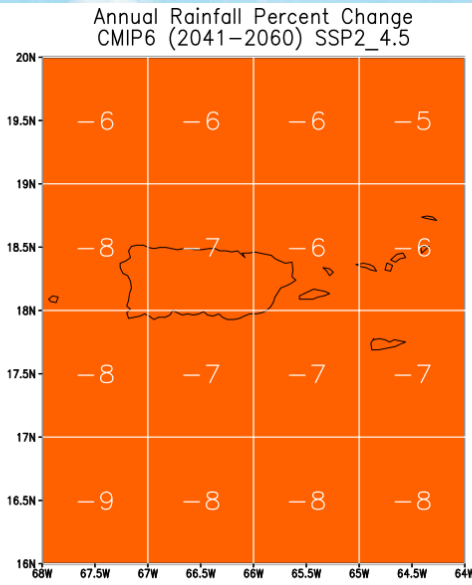 Annual Rainfall Percent Change
CMIP6 (2041−2060) SSP2_4.5
20N
−6 −6 −6 −5
19.5N
19N
−8 −7 −6 −6
18.5N
18N
−8 −7 −7 −7
17.5N
17N
−9 −8 −8 −8
16.5N
16N
68W 67.5W 67W 66.5W 66W 65.5W 65W 64.5W 64W